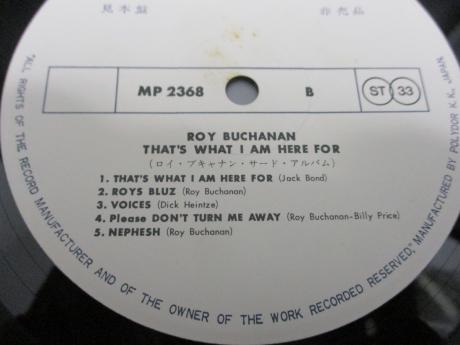 見本盤 非売品
MP 2368 B ST 33
ROY BUCHANAN
THAT'S WHAT I AM HERE FOR
(ロイ・ブキャナン・サード・アルバム)
1. THAT'S WHAT I AM HERE FOR (Jack Bond)
2. ROYS BLUZ (Roy Buchanan)
3. VOICES (Dick Heintze)
4. Please DON'T TURN ME AWAY (Roy Buchanan-Billy Price)
5. NEPHESH (Roy Buchanan)
"ALL RIGHTS OF THE RECORD MANUFACTURER AND OF THE OWNER OF THE WORK RECORDED RESERVED," MANUFACTURED BY POLYDOR K.K. JAPAN